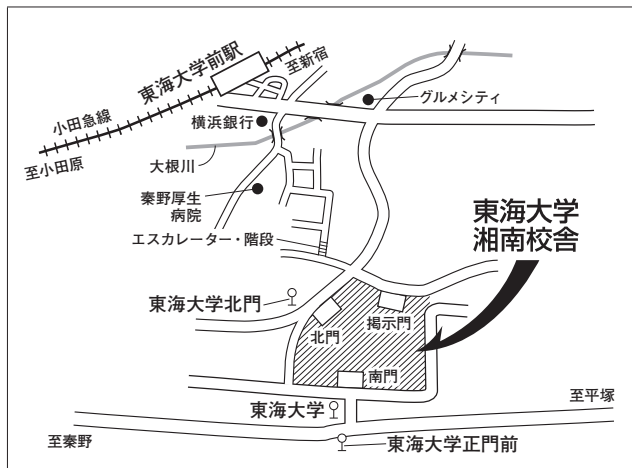 東海大学前駅
至新宿
小田急線
至小田原
グルメシティ
横浜銀行
大根川
秦野厚生
病院
エスカレーター・階段
東海大学
湘南校舎
東海大学北門
北門
掲示門
南門
東海大学
至平塚
至秦野
東海大学正門前